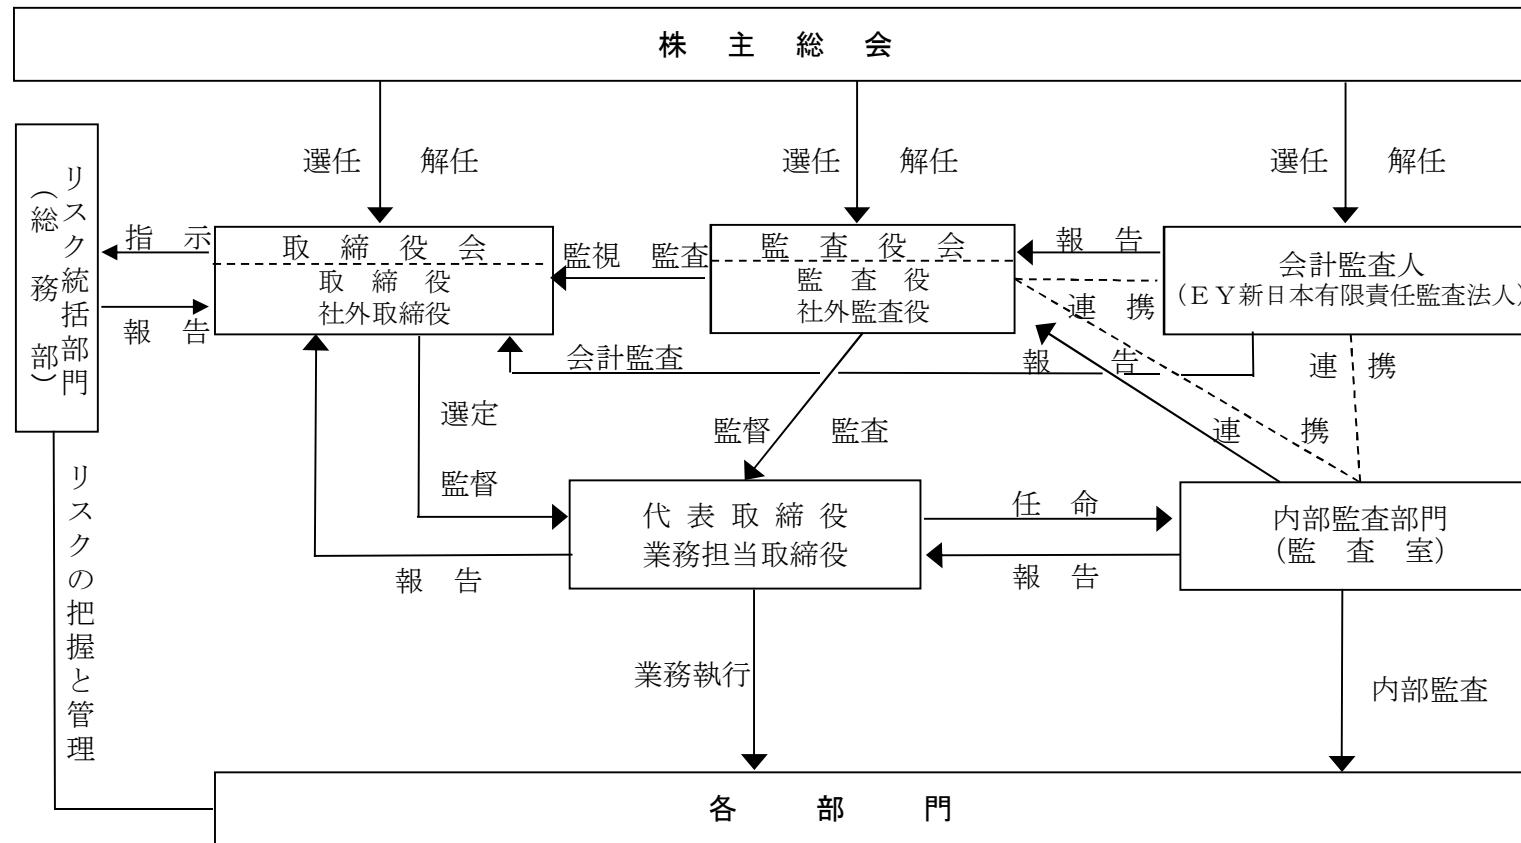 株 主 総 会
選任 解任
選任 解任
選任 解任
リスク統括部門
(総 務 部)
指 示
報 告
取 締 役 会
取 締 役
社外取締役
監視 監査
監 査 役 会
監 査 役
社外監査役
報 告
連 携
会計監査人
(EY新日本有限責任監査法人)
会計監査
報 告
連 携
選定
監督
監督 監査
連 携
代 表 取 締 役
業務担当取締役
任 命
報 告
内部監査部門
(監 査 室)
報 告
リスクの把握と管理
業務執行
内部監査
各 部 門